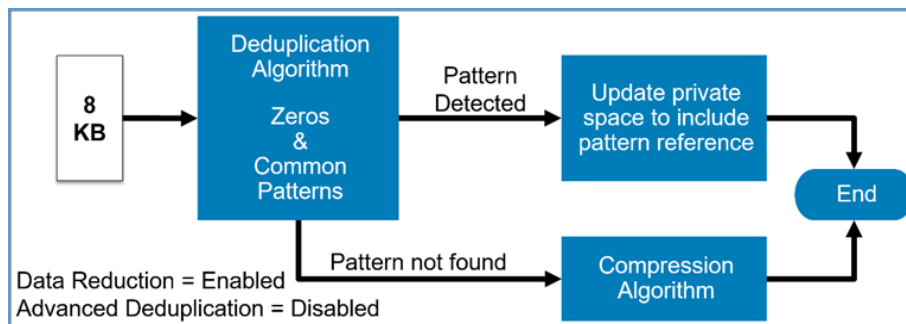 8
KB
Deduplication
Algorithm
Zeros
&
Common
Patterns
Pattern
Detected
Update private
space to include
pattern reference
End
Pattern not found
Compression
Algorithm
Data Reduction = Enabled
Advanced Deduplication = Disabled